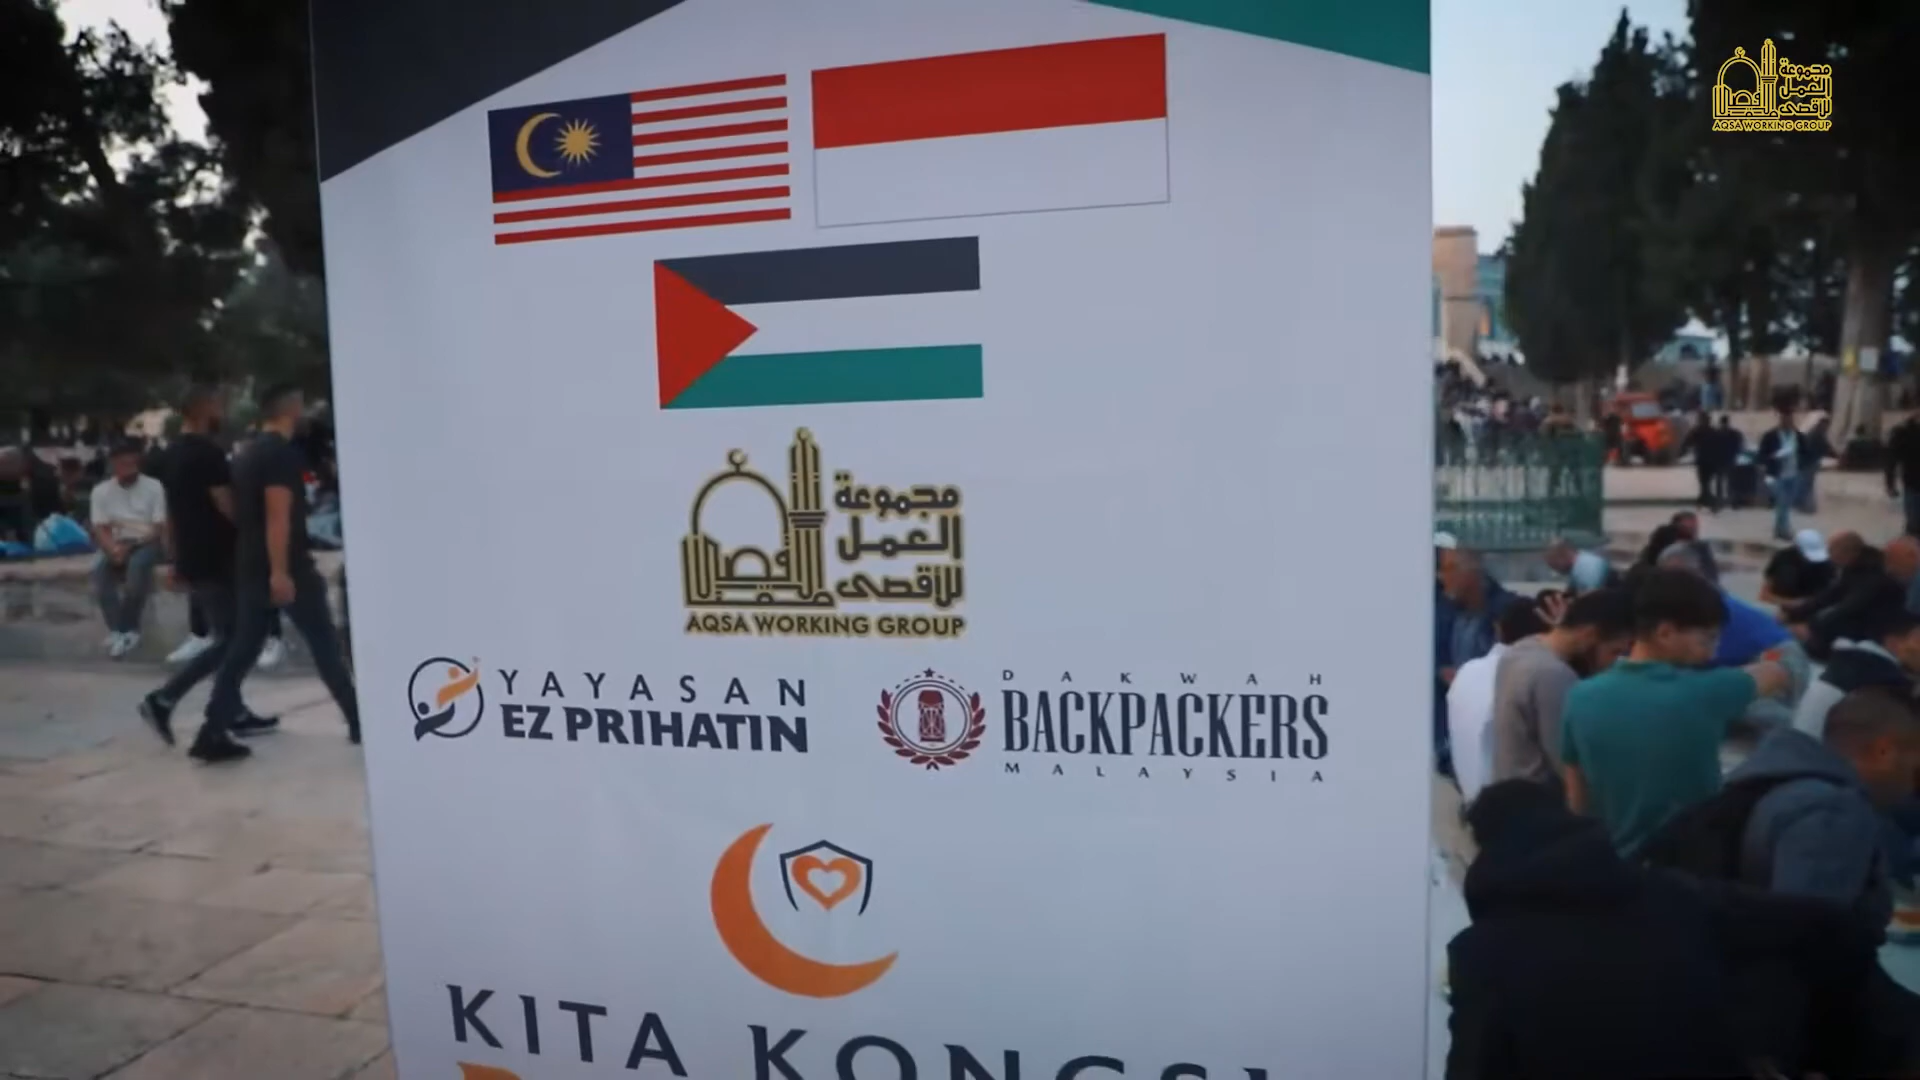 مجموعة
العمل
للأقصى
AQSA WORKING GROUP
مجموعة
العمل
للأقصى
AQSA WORKING GROUP
YAYASAN
EZ PRIHATIN
DAKWAH
BACKPACKERS
MALAYSIA
KITA KONGSI